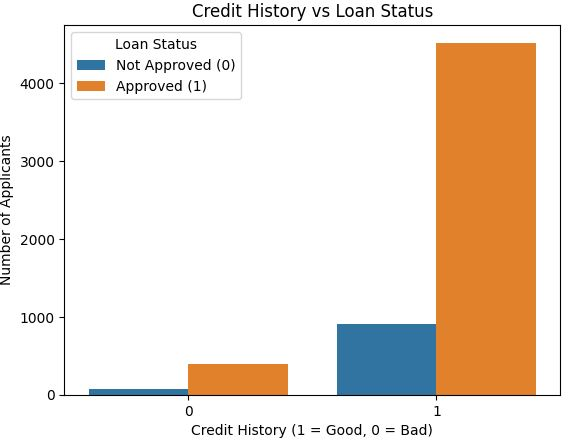 Credit History vs Loan Status
Loan Status
Not Approved (0)
Approved (1)
Number of Applicants
4000
3000
2000
1000
0
0 1
Credit History (1 = Good, 0 = Bad)